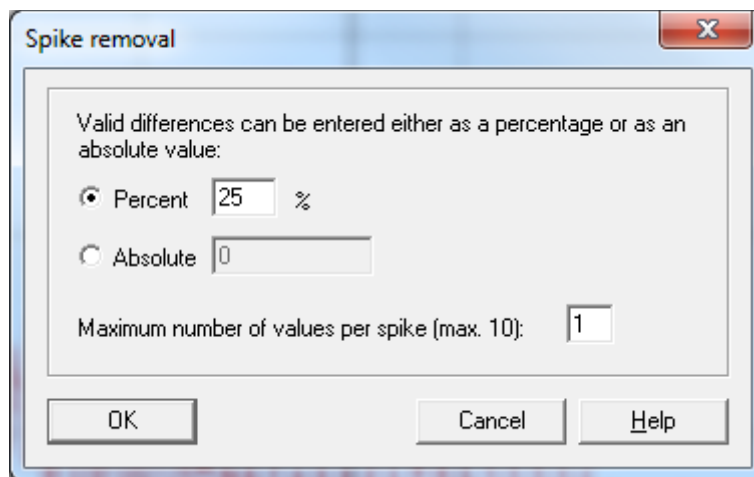 Spike removal
Valid differences can be entered either as a percentage or as an
absolute value:
Percent 25 %
Absolute 0
Maximum number of values per spike (max. 10): 1
OK Cancel Help